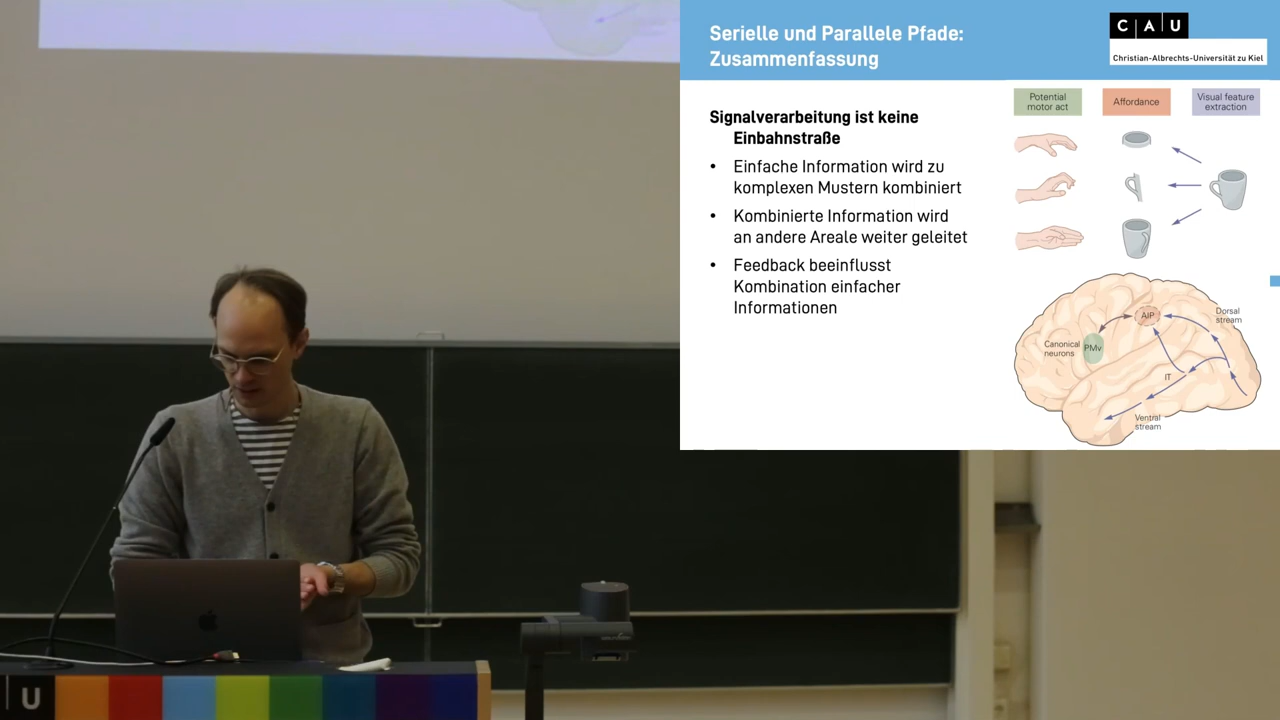 Serielle und Parallele Pfade:
Zusammenfassung
C A U
Christian-Albrechts-Universität zu Kiel
Signalverarbeitung ist keine
Einbahnstraße
• Einfache Information wird zu
komplexen Mustern kombiniert
• Kombinierte Information wird
an andere Areale weiter geleitet
• Feedback beeinflusst
Kombination einfacher
Informationen
Potential
motor act
Affordance
Visual feature
extraction
AIP
Dorsal
stream
Canonical
neurons
PMv
IT
Ventral
stream
U